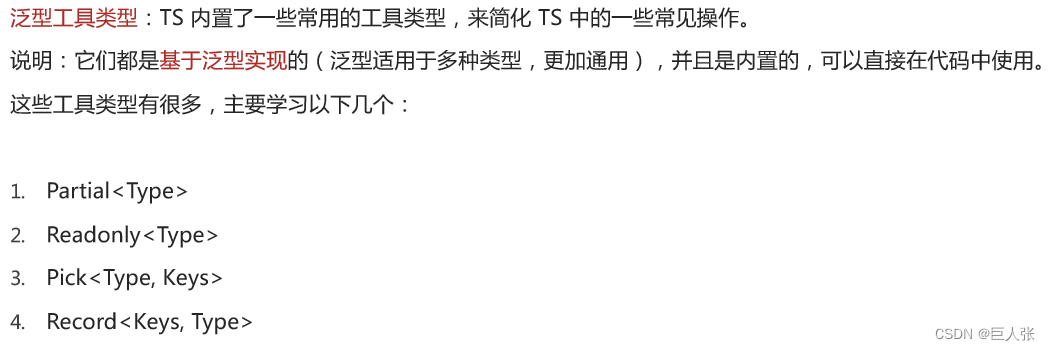 泛型工具类型：TS 内置了一些常用的工具类型，来简化 TS 中的一些常见操作。
说明：它们都是基于泛型实现的（泛型适用于多种类型，更加通用），并且是内置的，可以直接在代码中使用。
这些工具类型有很多，主要学习以下几个：
1. Partial<Type>
2. Readonly<Type>
3. Pick<Type, Keys>
4. Record<Keys, Type>
CSDN @巨人张